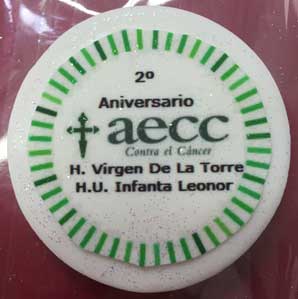 2º
Aniversario
aecc
Contra el Cáncer
H. Virgen De La Torre
H.U. Infanta Leonor